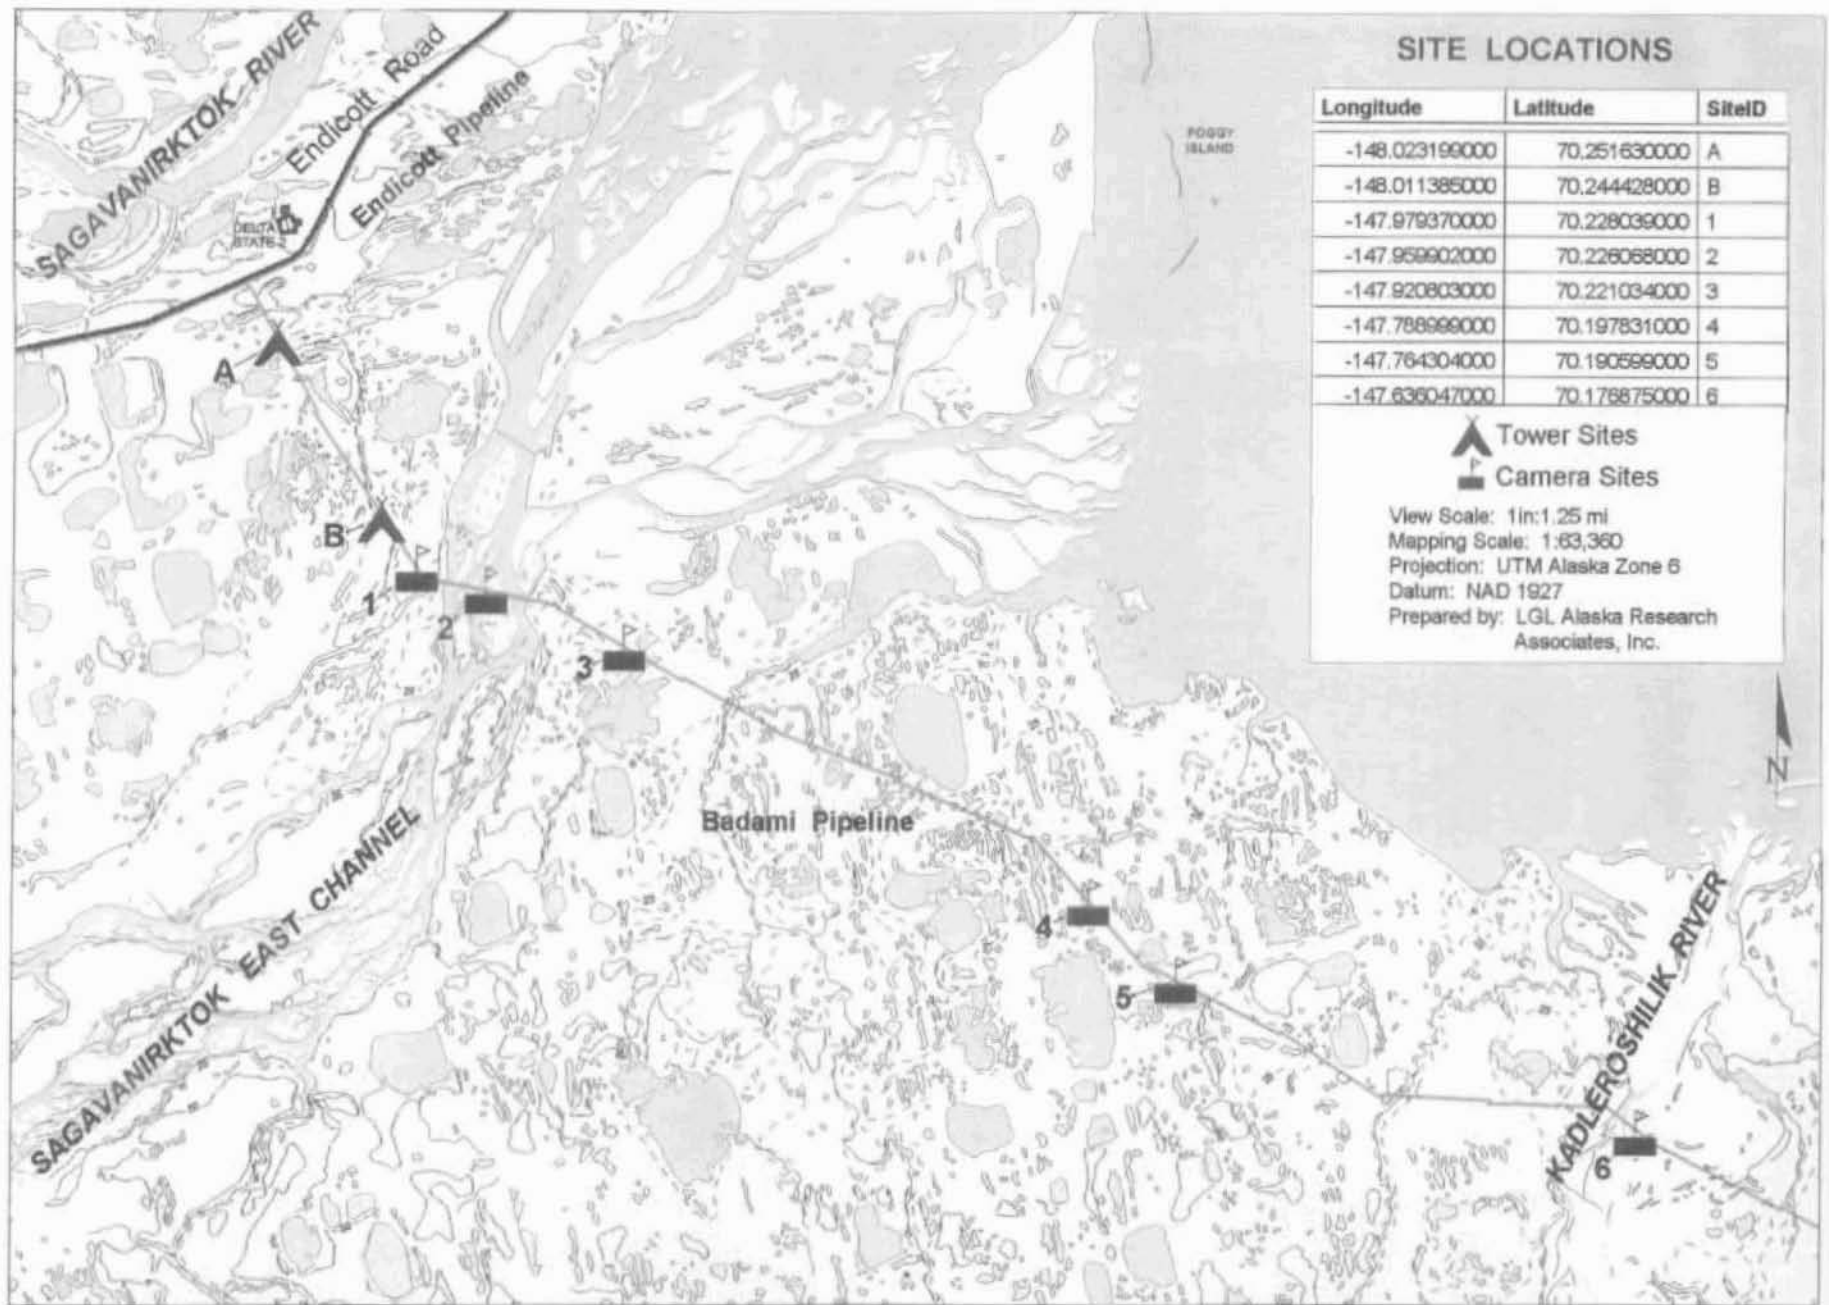 SAGAVANIRKTOK RIVER
Endicott Road
Endicott Pipeline
DELTA
STATE 2
FOGGY
ISLAND
SITE LOCATIONS
Longitude Latitude SiteID
-148.023199000 70.251630000 A
-148.011385000 70.244428000 B
-147.979370000 70.228039000 1
-147.959902000 70.226068000 2
-147.920803000 70.221034000 3
-147.788999000 70.197831000 4
-147.764304000 70.190599000 5
-147.636047000 70.176875000 6
Tower Sites
Camera Sites
View Scale: 1in:1.25 mi
Mapping Scale: 1:63,360
Projection: UTM Alaska Zone 6
Datum: NAD 1927
Prepared by: LGL Alaska Research
Associates, Inc.
N
A
B
1
2
3
Badami Pipeline
4
5
6
SAGAVANIRKTOK EAST CHANNEL
KADLEROSHILIK RIVER